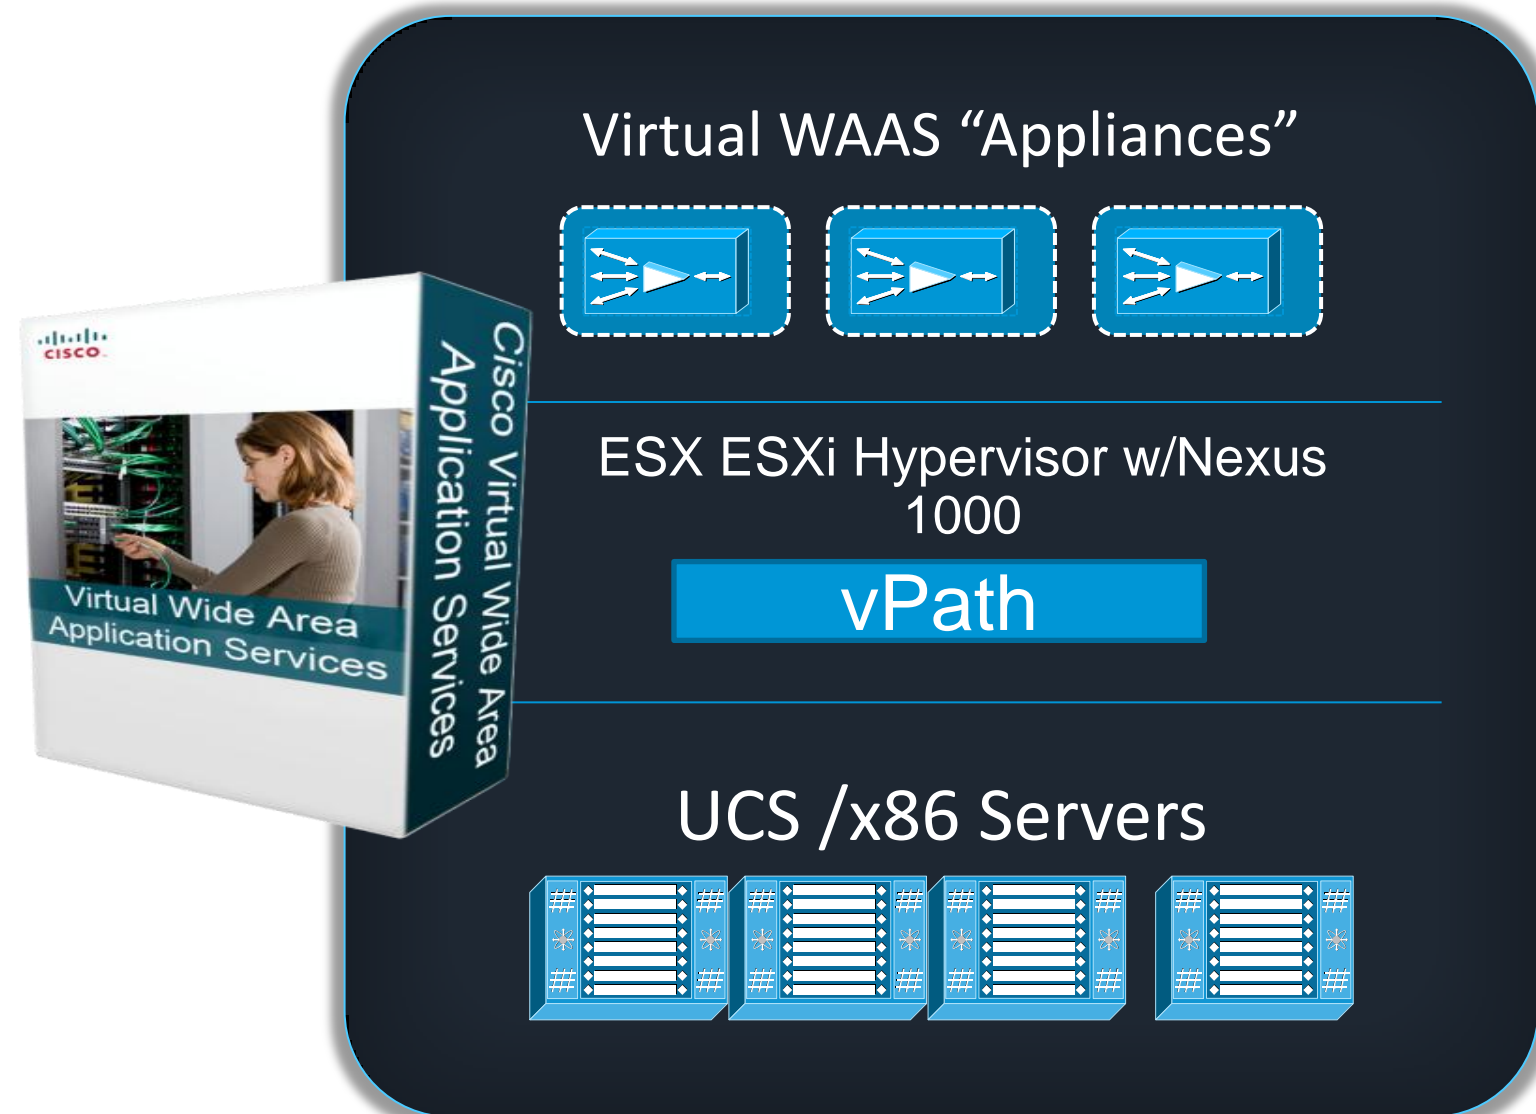 Virtual WAAS “Appliances”
CISCO
Virtual Wide Area
Application Services
Cisco Virtual Wide Area
Application Services
ESX ESXi Hypervisor w/Nexus
1000
vPath
UCS /x86 Servers